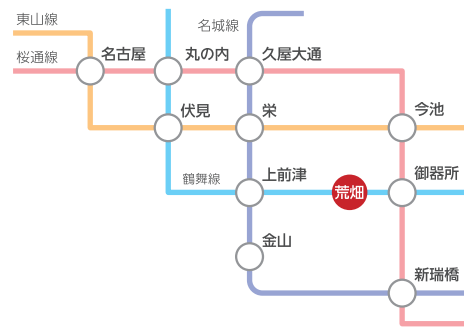 東山線
名城線
桜通線
名古屋
丸の内
久屋大通
伏見
栄
今池
鶴舞線
上前津
荒畑
御器所
金山
新瑞橋